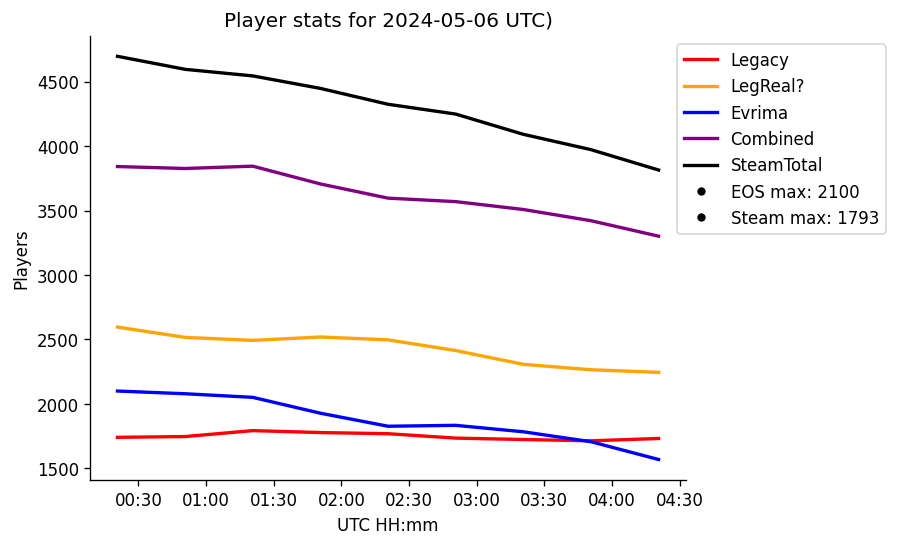 Player stats for 2024-05-06 UTC)
Legacy
LegReal?
Evrima
Combined
SteamTotal
EOS max: 2100
Steam max: 1793
Players
4500
4000
3500
3000
2500
2000
1500
00:30 01:00 01:30 02:00 02:30 03:00 03:30 04:00 04:30
UTC HH:mm